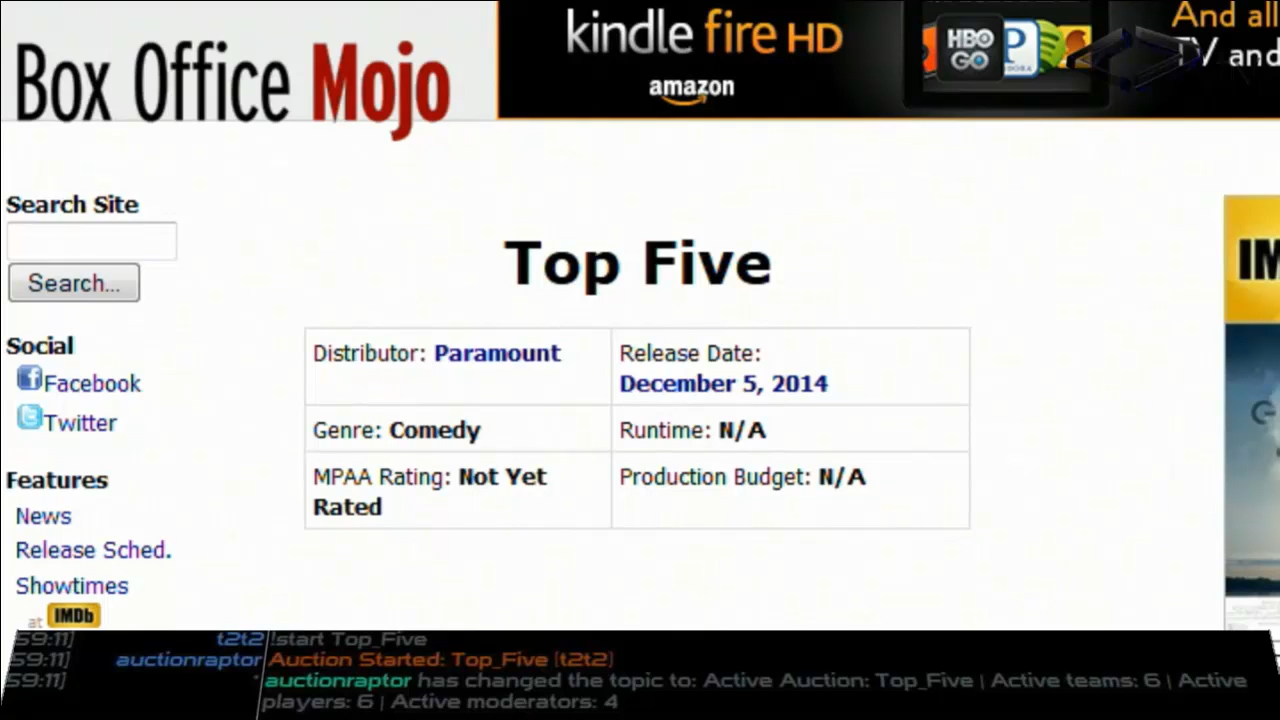 Box Office Mojo
kindle fire HD
amazon
HBO
GO
And all
TV and
Search Site
Search...
Social
Facebook
Twitter
Features
News
Release Sched.
Showtimes
at IMDb
Top Five
Distributor: Paramount
Release Date:
December 5, 2014
Genre: Comedy
Runtime: N/A
MPAA Rating: Not Yet
Rated
Production Budget: N/A
59:11] t2t2 !start Top_Five
59:11] auctionraptor Auction Started: Top_Five [t2t2]
59:11] * auctionraptor has changed the topic to: Active Auction: Top_Five | Active teams: 6 | Active
players: 6 | Active moderators: 4